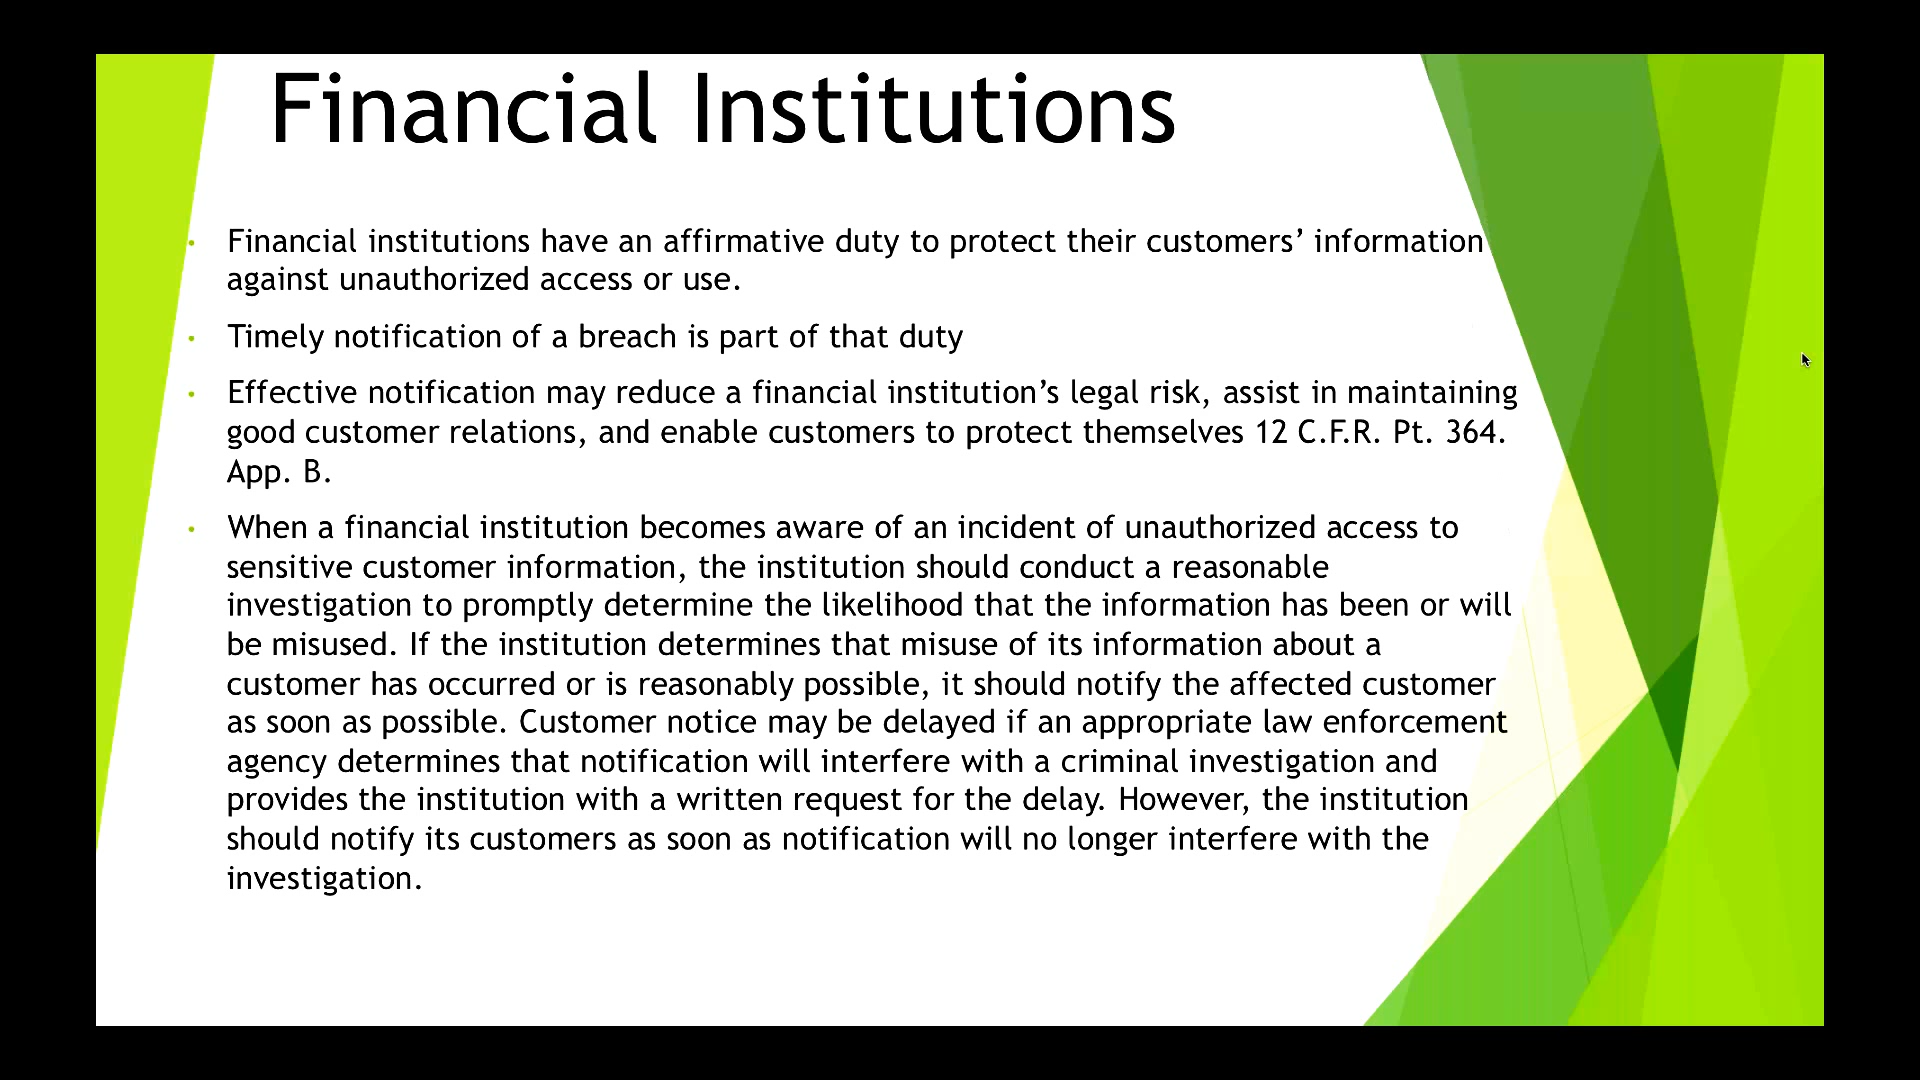 Financial Institutions
• Financial institutions have an affirmative duty to protect their customers’ information
against unauthorized access or use.
• Timely notification of a breach is part of that duty
• Effective notification may reduce a financial institution’s legal risk, assist in maintaining
good customer relations, and enable customers to protect themselves 12 C.F.R. Pt. 364.
App. B.
• When a financial institution becomes aware of an incident of unauthorized access to
sensitive customer information, the institution should conduct a reasonable
investigation to promptly determine the likelihood that the information has been or will
be misused. If the institution determines that misuse of its information about a
customer has occurred or is reasonably possible, it should notify the affected customer
as soon as possible. Customer notice may be delayed if an appropriate law enforcement
agency determines that notification will interfere with a criminal investigation and
provides the institution with a written request for the delay. However, the institution
should notify its customers as soon as notification will no longer interfere with the
investigation.